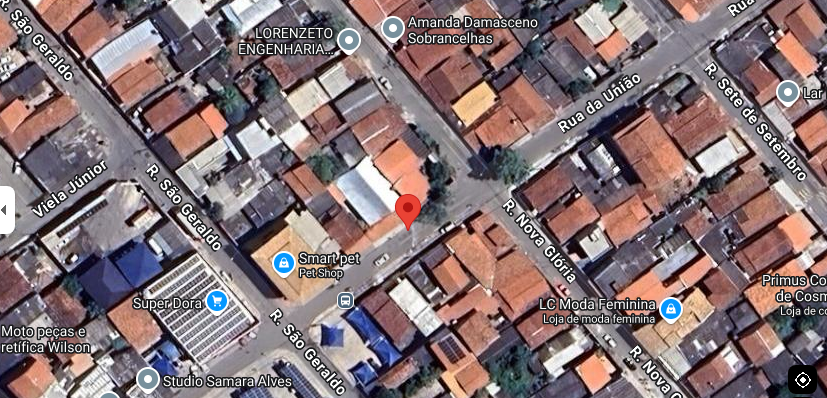 R. São Geraldo
LORENZETO
ENGENHARIA...
Amanda Damasceno
Sobrancelhas
Rua
Rua da União
R. Sete de Setembro
Lar
Viela Júnior
R. São Geraldo
R. Nova Glória
Smart pet
Pet Shop
Super Dora
LC Moda Feminina
Loja de moda feminina
Primus Co
de Cosm
Loja de co
Moto peças e
retífica Wilson
R. São Geraldo
R. Nova G
Studio Samara Alves